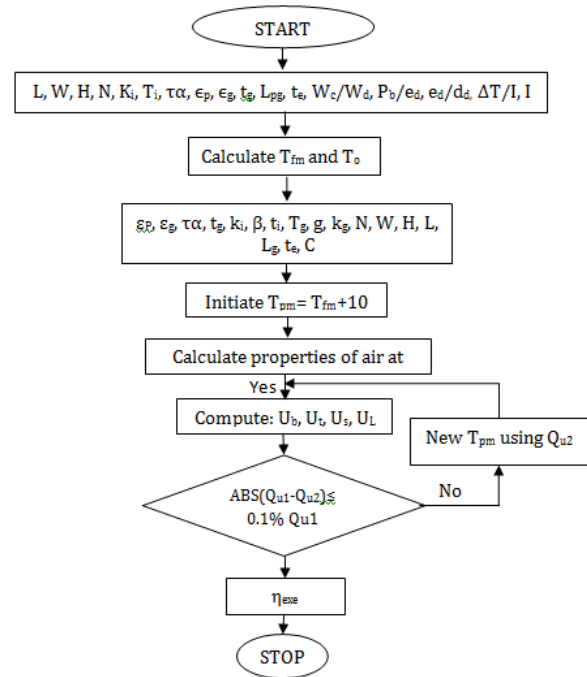 START
L, W, H, N, Kᵢ, Tᵢ, τα, ϵₚ, ϵg, tg, Lpg, tₑ, Wc/Wd, Pb/ed, ed/dd, ΔT/I, I
Calculate Tfm and Tₒ
εP, εg, τα, tg, kᵢ, β, tᵢ, Tg, g, kg, N, W, H, L,
Lg, tₑ, C
Initiate Tpm= Tfm+10
Calculate properties of air at
Yes
Compute: Ub, Ut, Us, UL
New Tpm using Qu2
ABS(Qu1-Qu2)≤
0.1% Qu1
No
ηexe
STOP